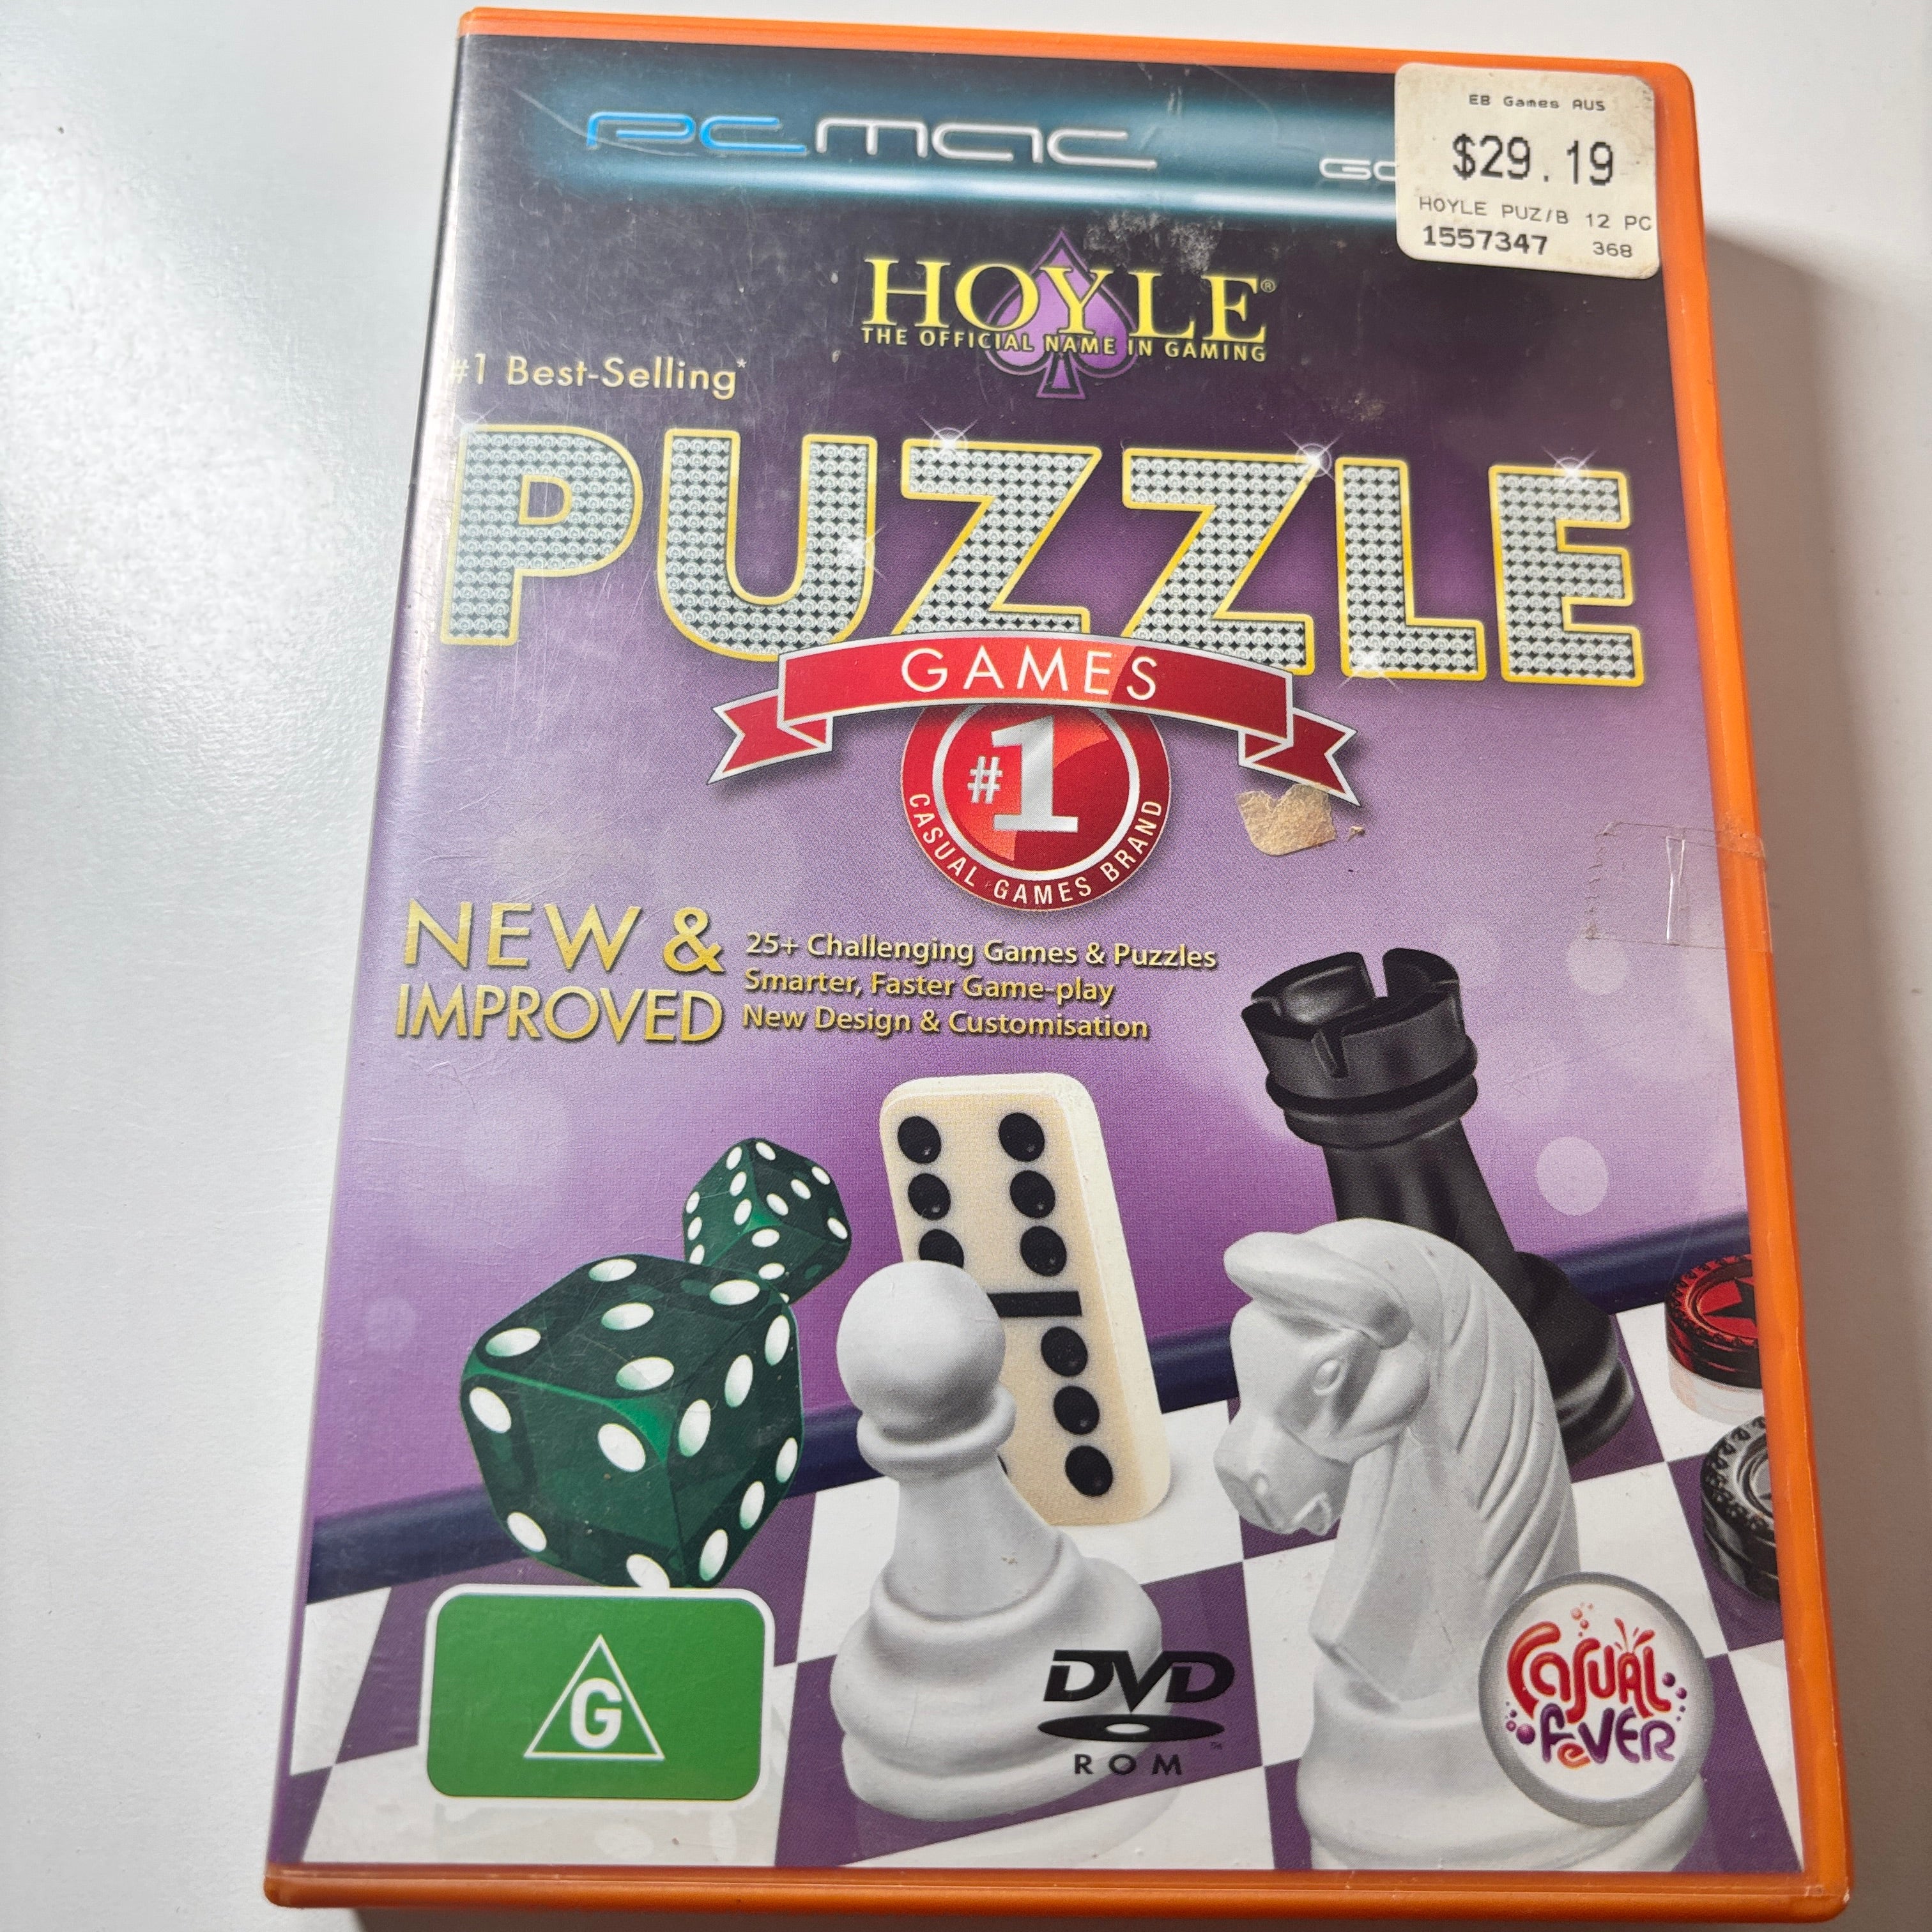 PC MAC
EB Games AUS
$29.19
HOYLE PUZ/B 12 PC
1557347 368
HOYLE®
THE OFFICIAL NAME IN GAMING
#1 Best-Selling*
PUZZLE
GAMES
#1
CASUAL GAMES BRAND
NEW &
IMPROVED
25+ Challenging Games & Puzzles
Smarter, Faster Game-play
New Design & Customisation
G
DVD
ROM
CASUAL
FEVER